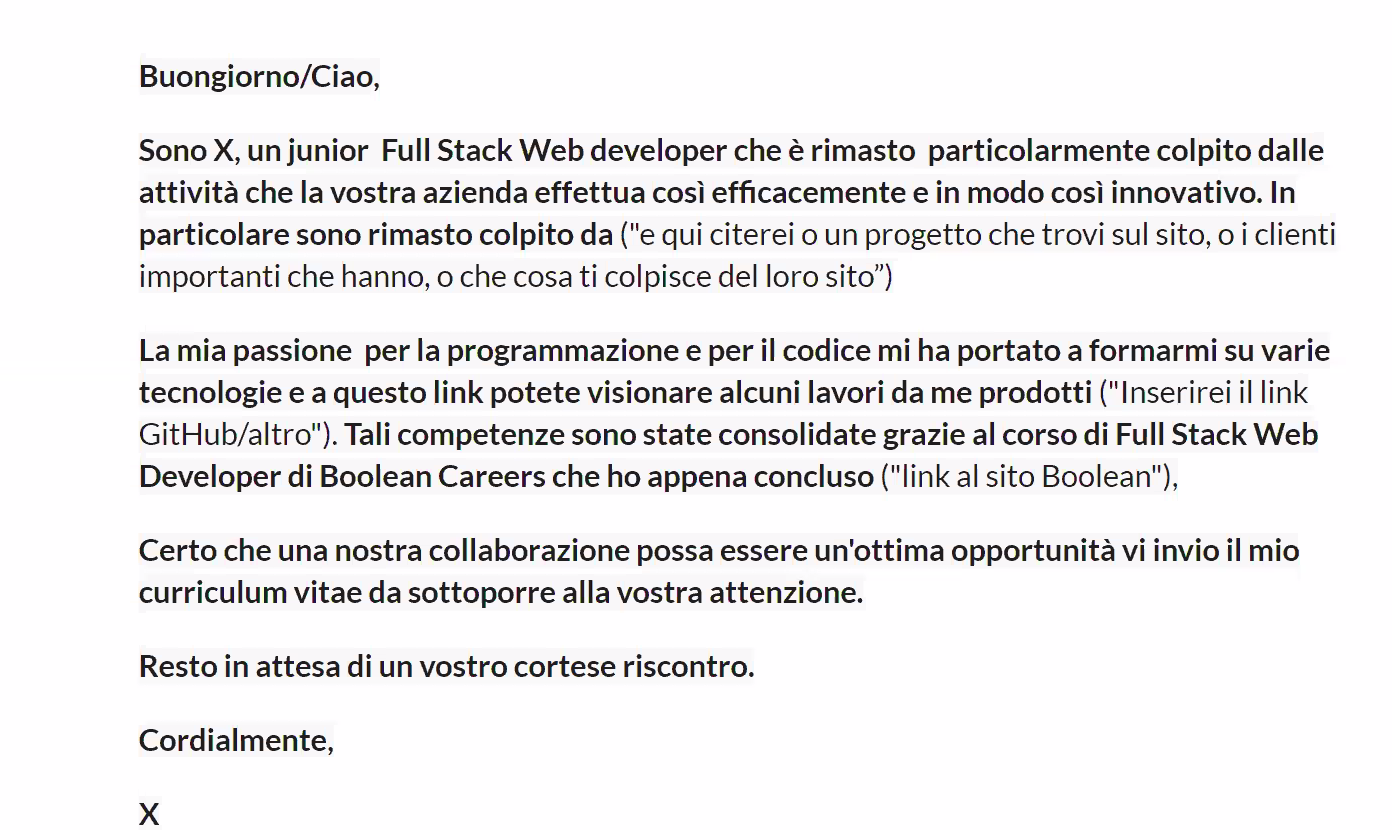 Buongiorno/Ciao,
Sono X, un junior  Full Stack Web developer che è rimasto  particolarmente colpito dalle
attività che la vostra azienda effettua così efficacemente e in modo così innovativo. In
particolare sono rimasto colpito da ("e qui citerei o un progetto che trovi sul sito, o i clienti
importanti che hanno, o che cosa ti colpisce del loro sito”)
La mia passione  per la programmazione e per il codice mi ha portato a formarmi su varie
tecnologie e a questo link potete visionare alcuni lavori da me prodotti ("Inserirei il link
GitHub/altro"). Tali competenze sono state consolidate grazie al corso di Full Stack Web
Developer di Boolean Careers che ho appena concluso ("link al sito Boolean"),
Certo che una nostra collaborazione possa essere un'ottima opportunità vi invio il mio
curriculum vitae da sottoporre alla vostra attenzione.
Resto in attesa di un vostro cortese riscontro.
Cordialmente,
X